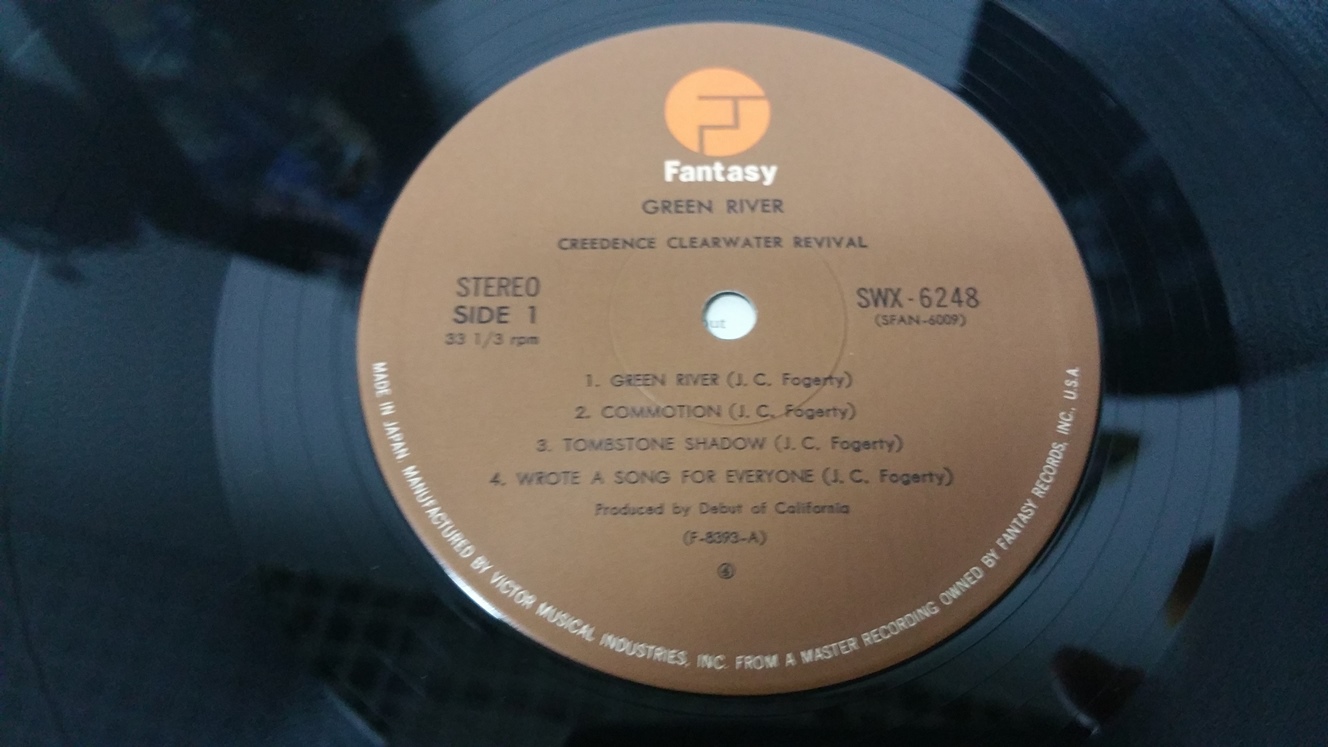 Fantasy
GREEN RIVER
CREEDENCE CLEARWATER REVIVAL
STEREO
SIDE 1
33 1/3 rpm
SWX-6248
(SFAN-6009)
1. GREEN RIVER (J. C. Fogerty)
2. COMMOTION (J. C. Fogerty)
3. TOMBSTONE SHADOW (J. C. Fogerty)
4. WROTE A SONG FOR EVERYONE (J. C. Fogerty)
Produced by Debut of California
(F-8393-A)
MADE IN JAPAN. MANUFACTURED BY VICTOR MUSICAL INDUSTRIES, INC. FROM A MASTER RECORDING OWNED BY FANTASY RECORDS, INC., U.S.A.